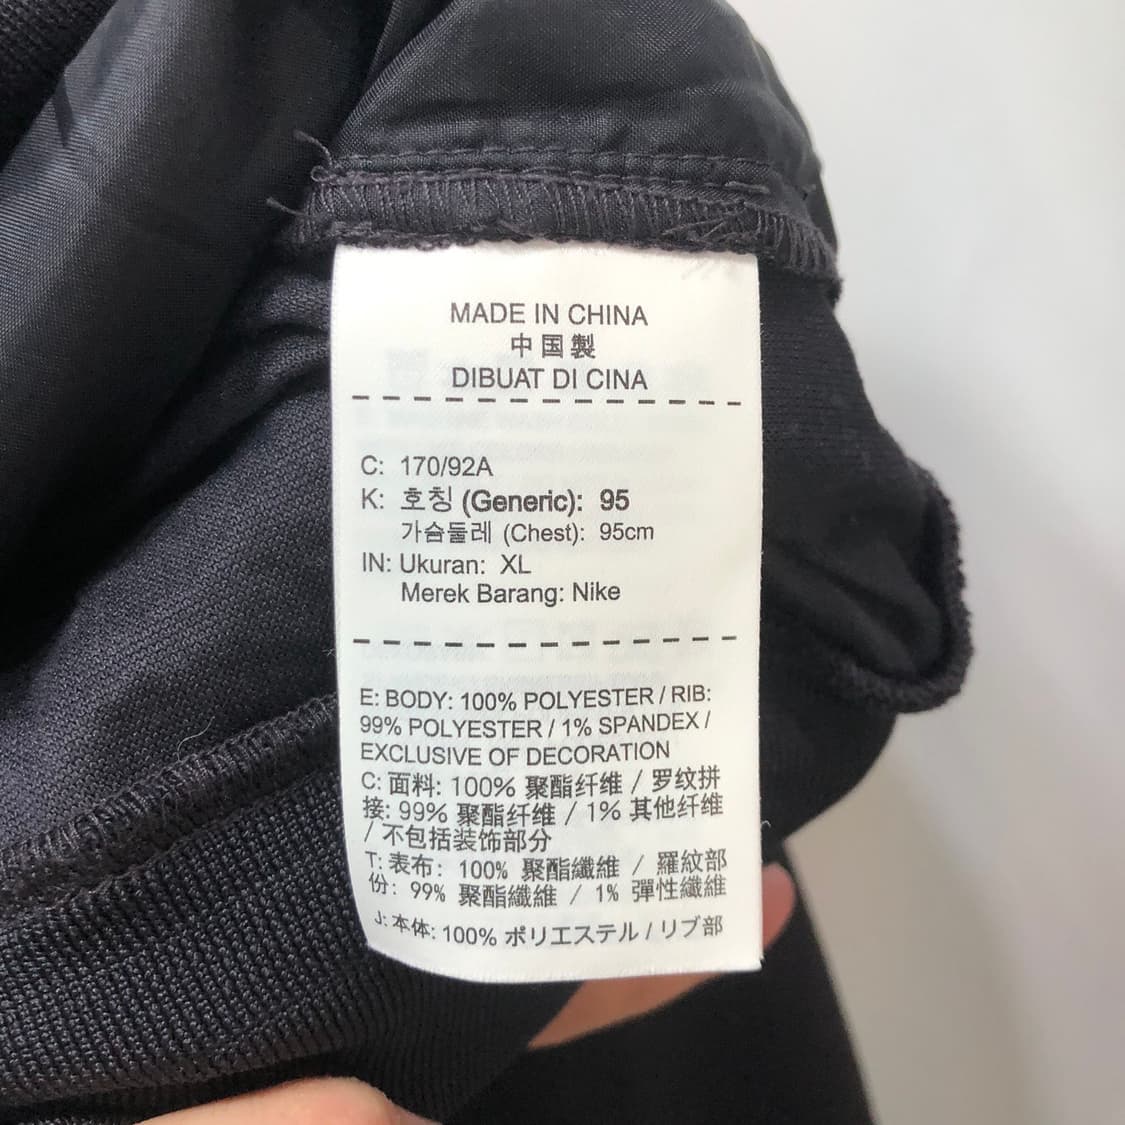 MADE IN CHINA
中国製
DIBUAT DI CINA
C: 170/92A
K: 호칭 (Generic): 95
가슴둘레 (Chest): 95cm
IN: Ukuran: XL
Merek Barang: Nike
E: BODY: 100% POLYESTER / RIB:
99% POLYESTER / 1% SPANDEX /
EXCLUSIVE OF DECORATION
C: 面料: 100% 聚酯纤维 / 罗纹拼
接: 99% 聚酯纤维 / 1% 其他纤维
/ 不包括装饰部分
T: 表布: 100% 聚酯纖維 / 羅紋部
份: 99% 聚酯纖維 / 1% 彈性纖維
J: 本体: 100% ポリエステル / リブ部